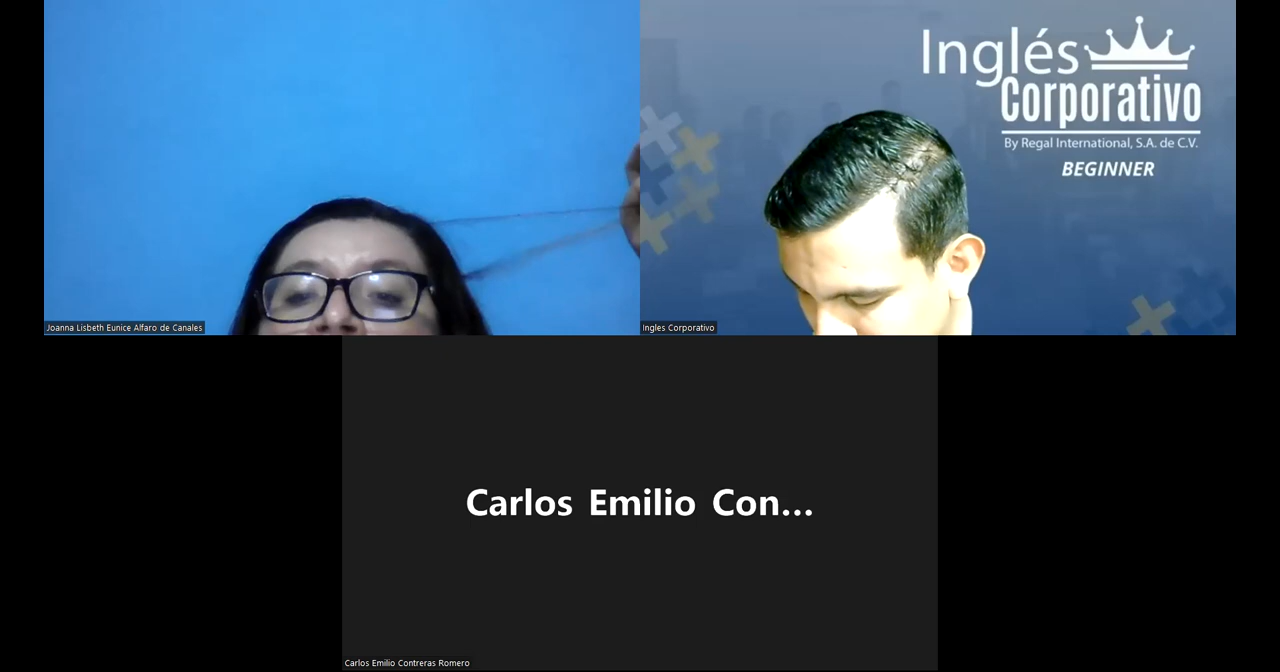 Inglés
Corporativo
By Regal International, S.A. de C.V.
BEGINNER
Joanna Lisbeth Eunice Alfaro de Canales
Ingles Corporativo
Carlos Emilio Con...
Carlos Emilio Contreras Romero